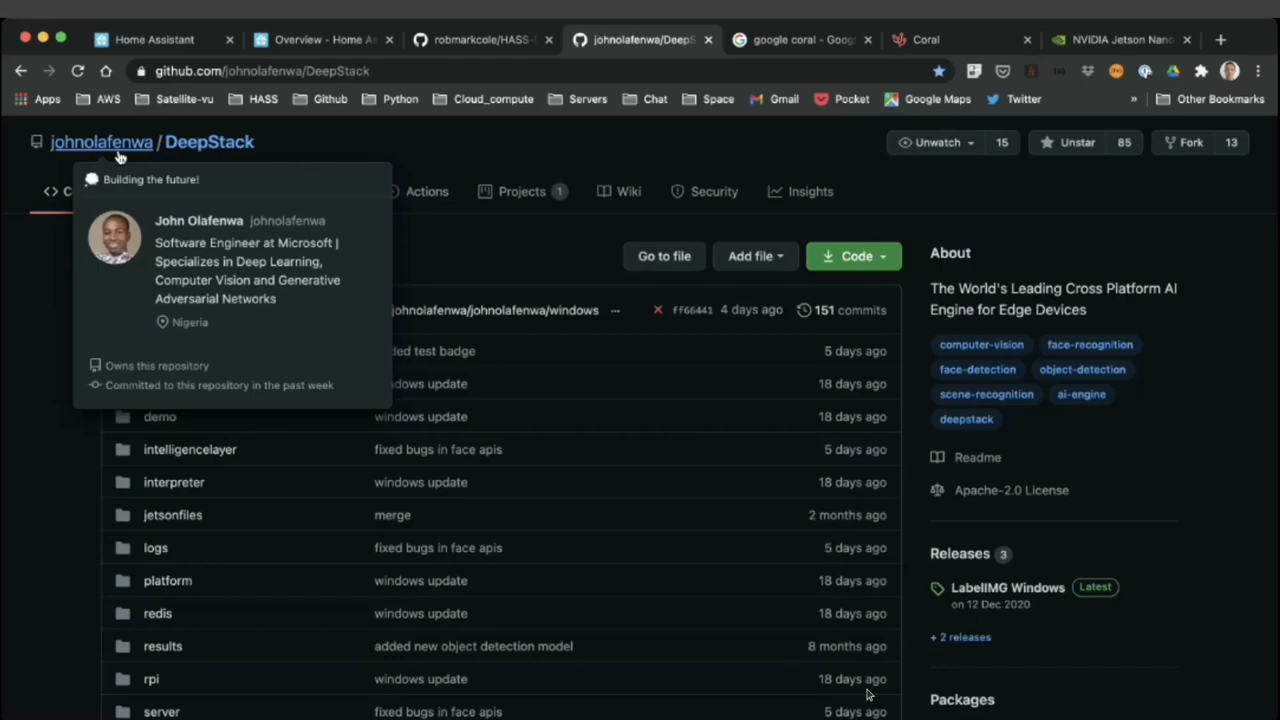 Home Assistant
Overview - Home As
robmarkcole/HASS-
johnolafenwa/DeepS
google coral - Goog
Coral
NVIDIA Jetson Nano
github.com/johnolafenwa/DeepStack
Apps AWS Satellite-vu HASS Github Python Cloud_compute Servers Chat Space Gmail Pocket Google Maps Twitter » Other Bookmarks
johnolafenwa / DeepStack
Unwatch 15 Unstar 85 Fork 13
Building the future!
C
Actions Projects 1 Wiki Security Insights
John Olafenwa johnolafenwa
Software Engineer at Microsoft |
Specializes in Deep Learning,
Computer Vision and Generative
Adversarial Networks
Nigeria
Owns this repository
Committed to this repository in the past week
Go to file Add file Code
johnolafenwa/johnolafenwa/windows ... ff66441 4 days ago 151 commits
ded test badge 5 days ago
windows update 18 days ago
demo windows update 18 days ago
intelligencelayer fixed bugs in face apis 5 days ago
interpreter windows update 18 days ago
jetsonfiles merge 2 months ago
logs fixed bugs in face apis 5 days ago
platform windows update 18 days ago
redis windows update 18 days ago
results added new object detection model 8 months ago
rpi windows update 18 days ago
server fixed bugs in face apis 5 days ago
About
The World's Leading Cross Platform AI
Engine for Edge Devices
computer-vision face-recognition
face-detection object-detection
scene-recognition ai-engine
deepstack
Readme
Apache-2.0 License
Releases 3
LabelIMG Windows Latest
on 12 Dec 2020
+ 2 releases
Packages